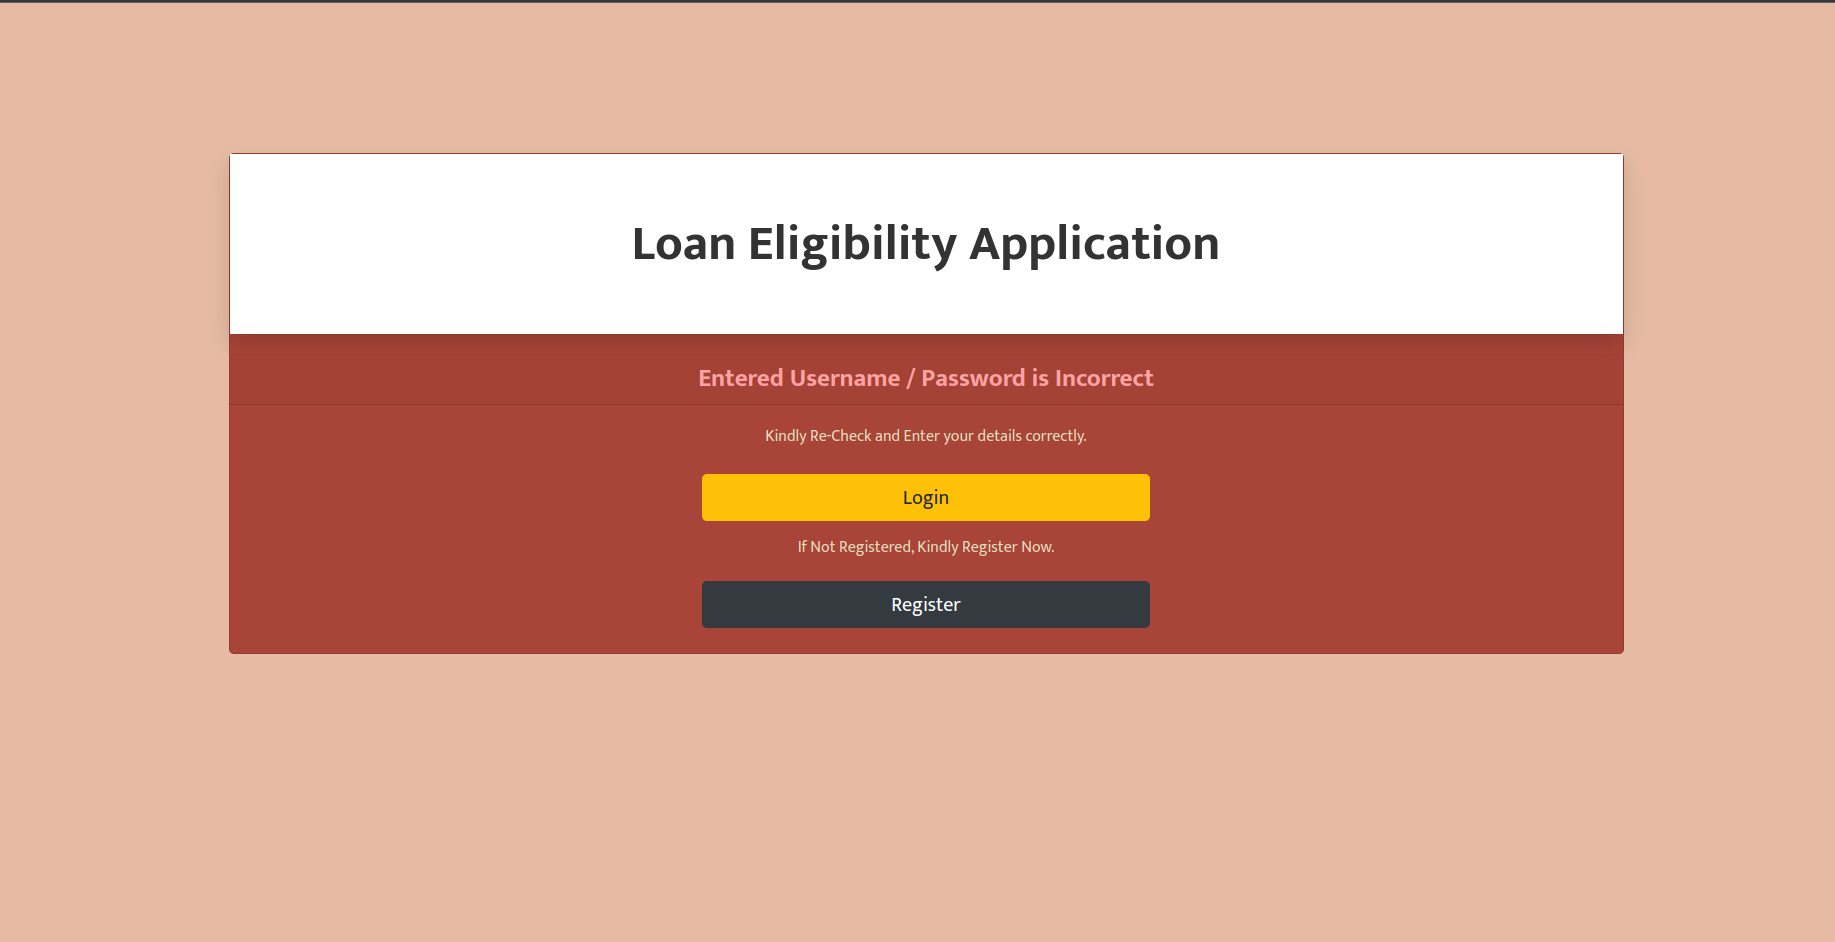 Loan Eligibility Application
Entered Username / Password is Incorrect
Kindly Re-Check and Enter your details correctly.
Login
If Not Registered, Kindly Register Now.
Register